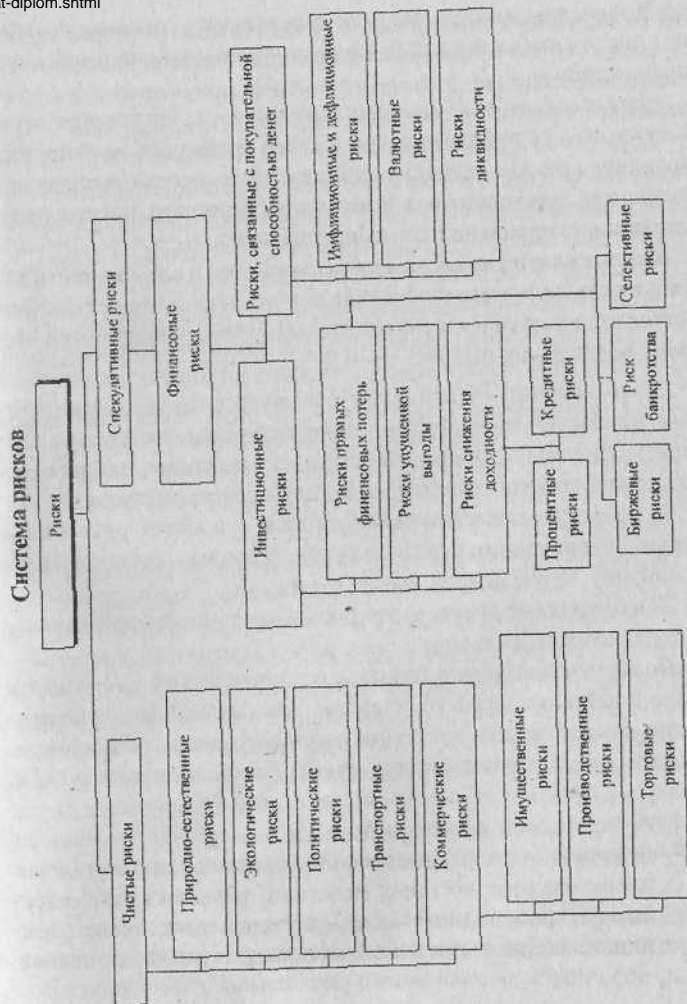 at-diplom.shtml
Система рисков
Риски
Чистые риски
Спекулятивные риски
Природно-естественные
риски
Экологические
риски
Политические
риски
Транспортные
риски
Коммерческие
риски
Имущественные
риски
Производственные
риски
Торговые
риски
Финансовые
риски
Инвестиционные
риски
Риски, связанные с покупательной
способностью денег
Риски прямых
финансовых потерь
Риски упущенной
выгоды
Риски снижения
доходности
Инфляционные и дефляционные
риски
Валютные
риски
Риски
ликвидности
Процентные
риски
Кредитные
риски
Биржевые
риски
Риск
банкротства
Селективные
риски